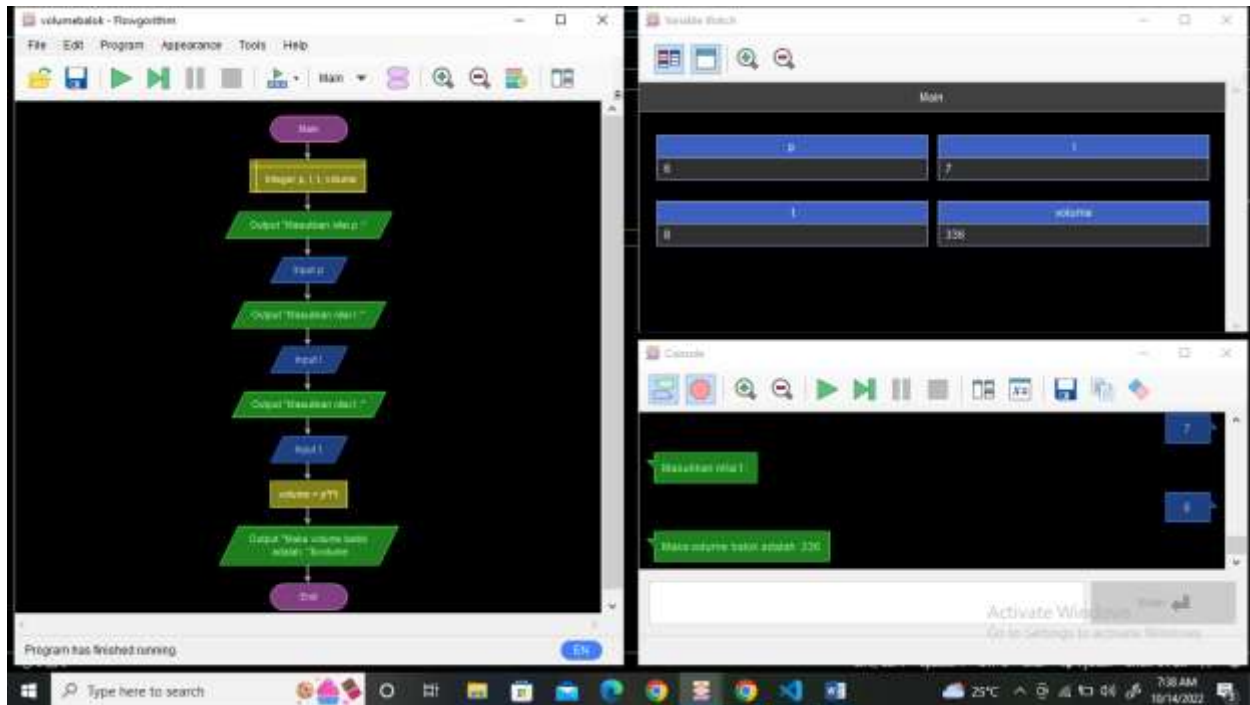 volumebalok - Flowgorithm
File Edit Program Appearance Tools Help
Main
Main
Integer p, l, t, volume
Output "Masukkan nilai p :"
Input p
Output "Masukkan nilai l :"
Input l
Output "Masukkan nilai t :"
Input t
volume = p*l*t
Output "Maka volume balok
adalah :"&volume
End
Program has finished running.
EN
Variable Watch
Main
p
l
6
7
t
volume
8
336
Console
7
Masukkan nilai t :
8
Maka volume balok adalah :336
Activate Windows
Go to Settings to activate Windows.
Type here to search
25°C
7:38 AM
10/14/2022